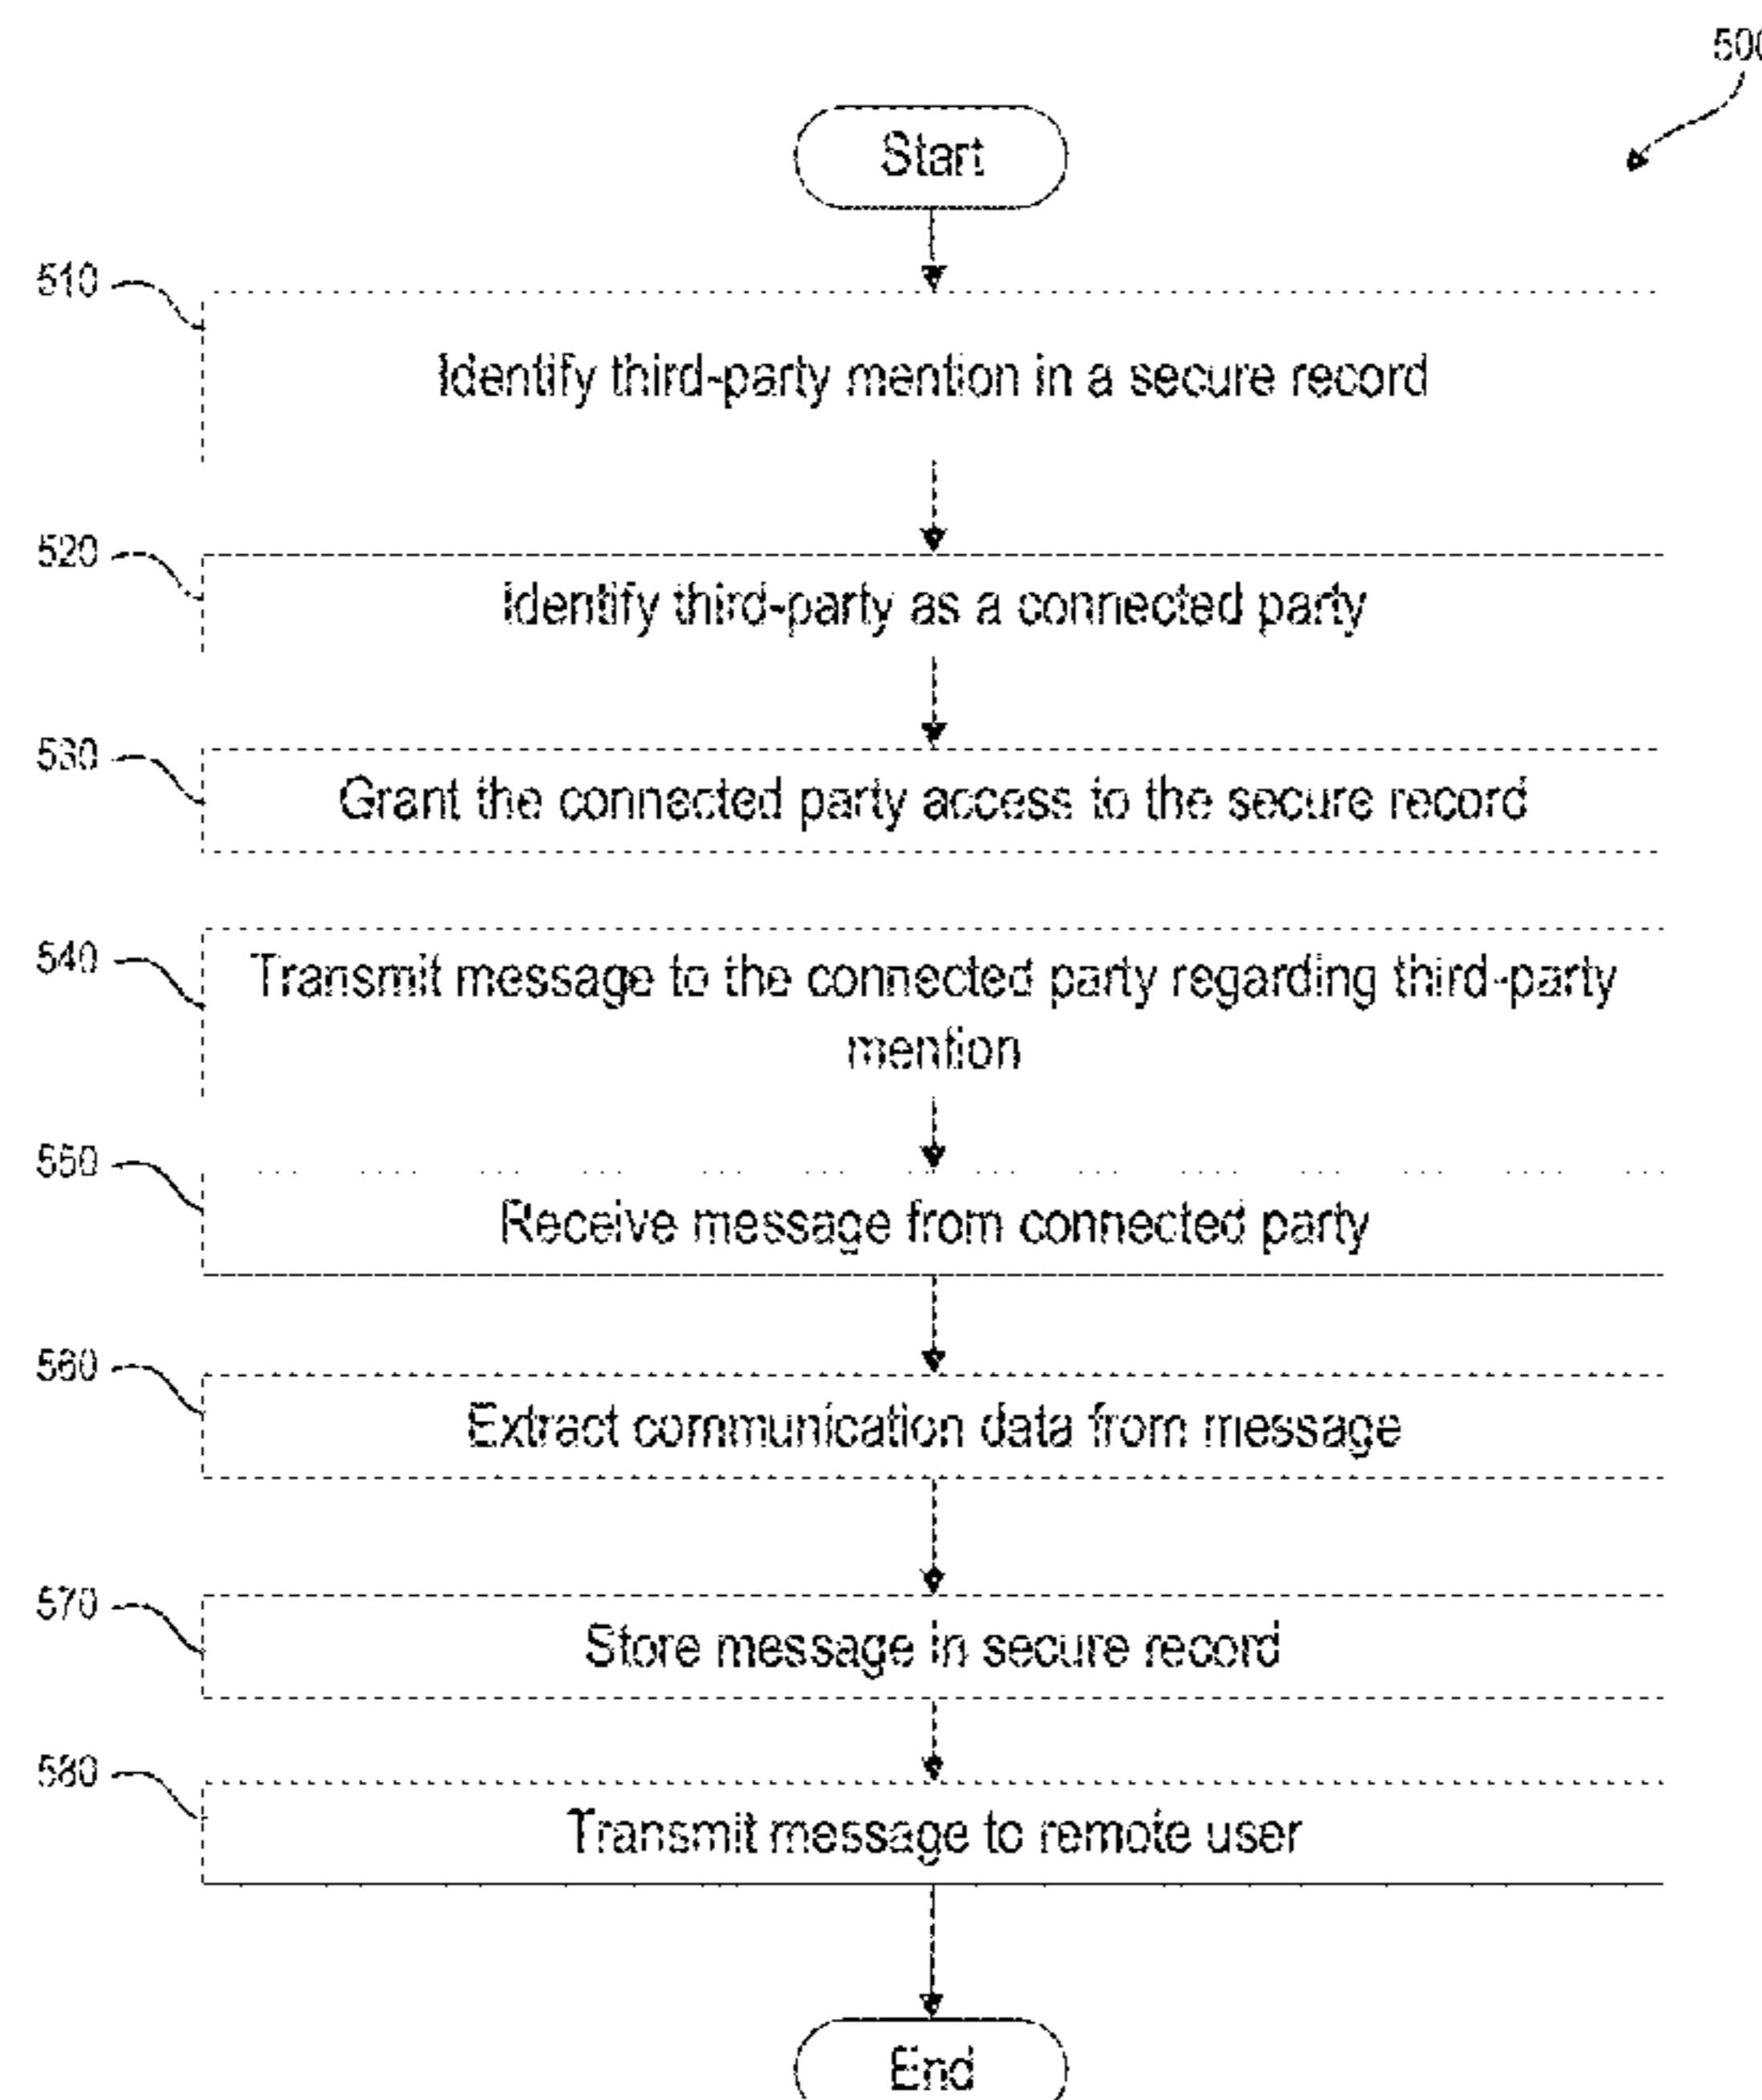 500
Start
510
Identify third-party mention in a secure record
520
Identify third-party as a connected party
530
Grant the connected party access to the secure record
540
Transmit message to the connected party regarding third-party
mention
550
Receive message from connected party
560
Extract communication data from message
570
Store message in secure record
580
Transmit message to remote user
End